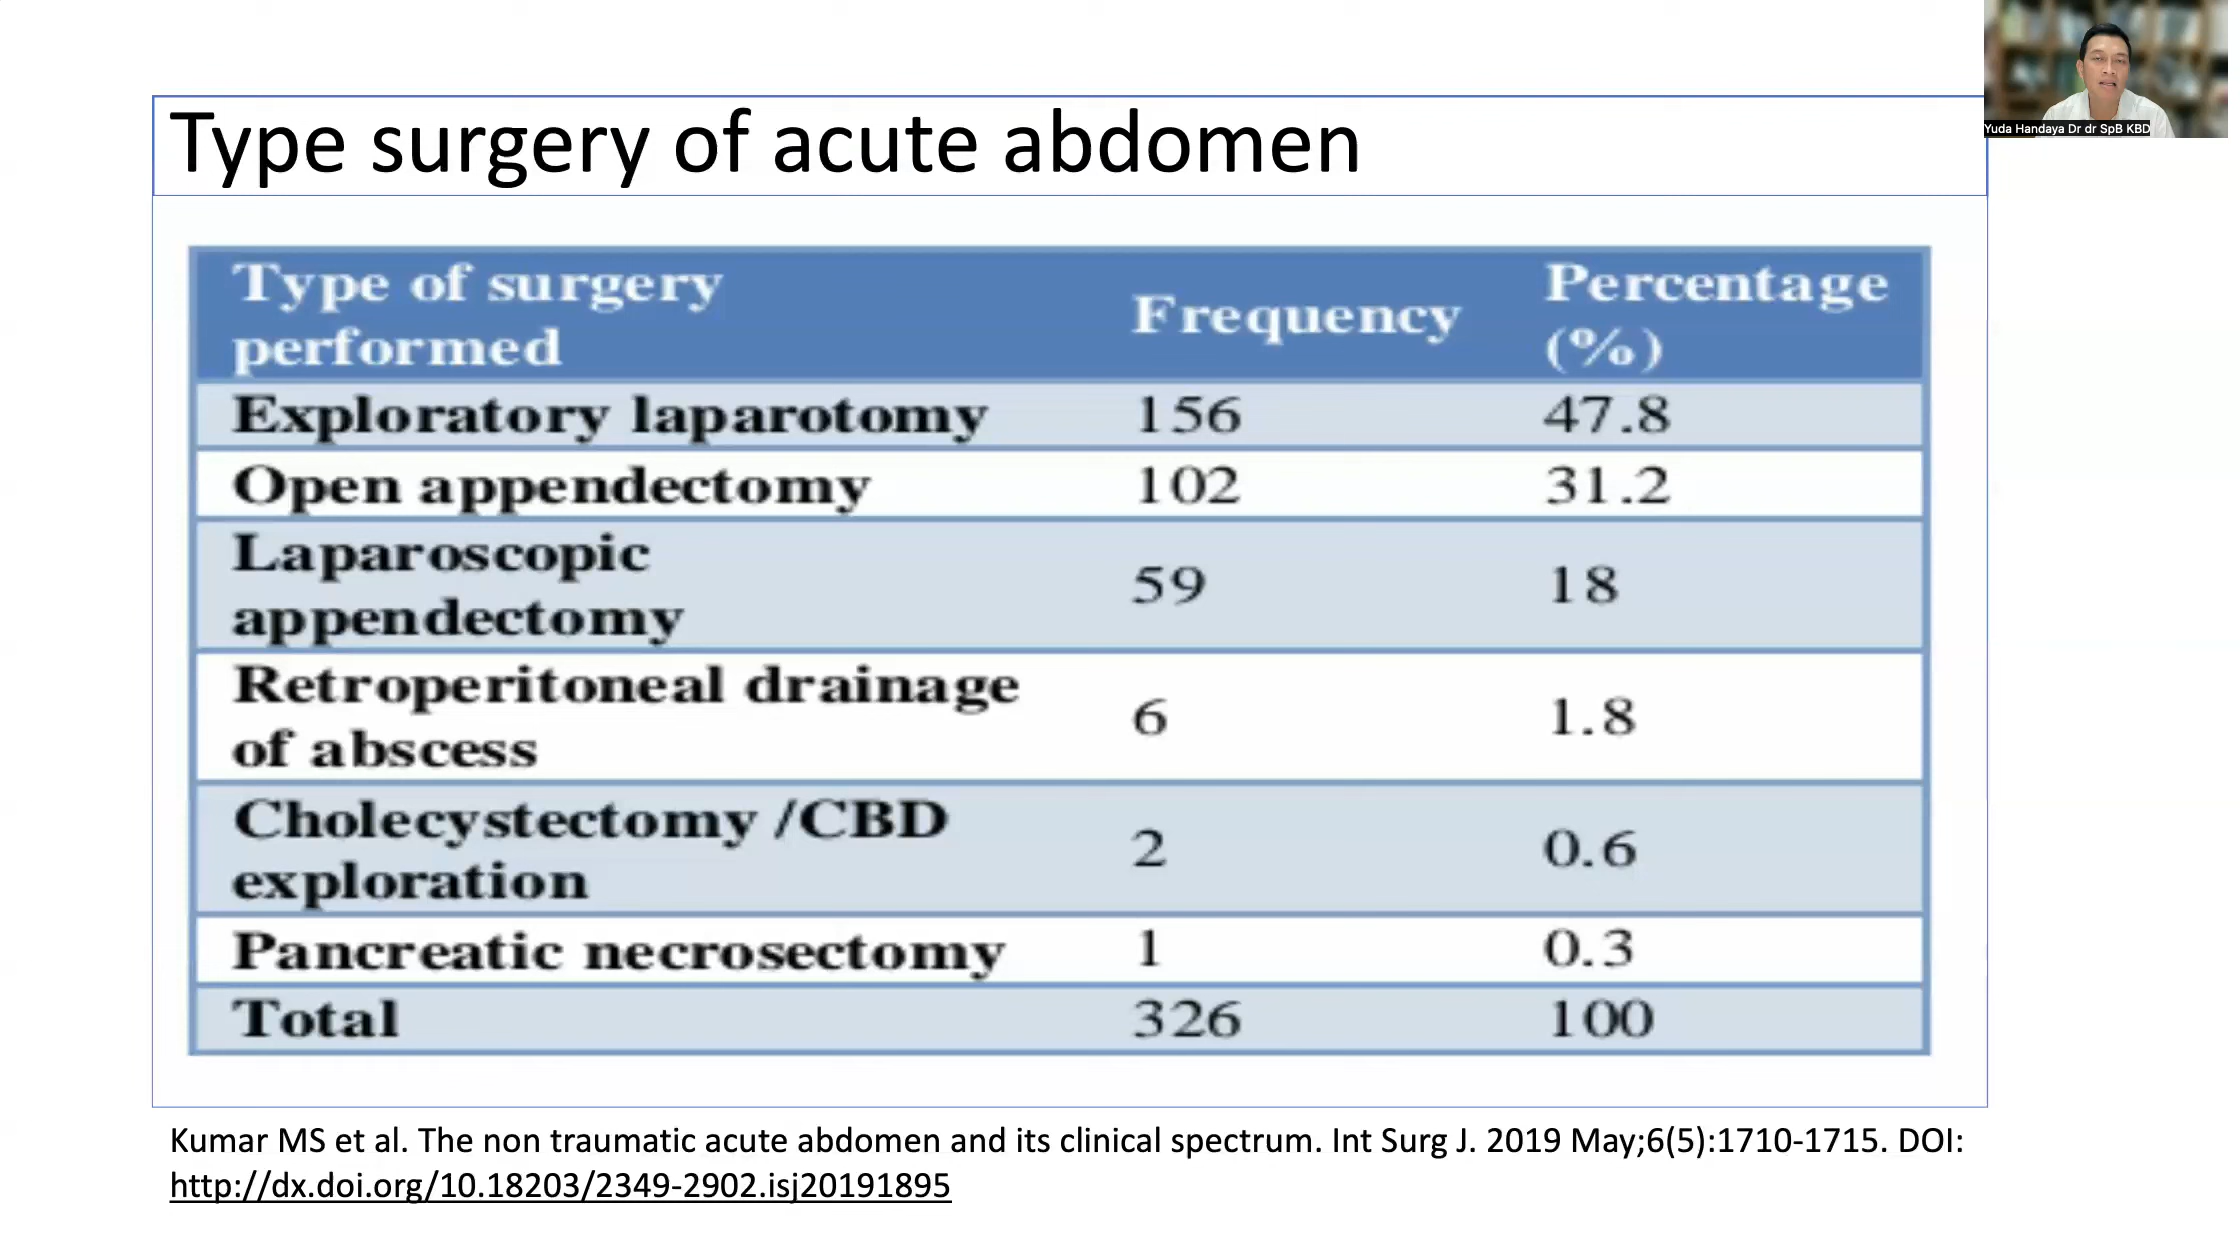 Yuda Handaya Dr dr SpB KBD
Type surgery of acute abdomen
Type of surgery performed Frequency Percentage (%)
Exploratory laparotomy 156 47.8
Open appendectomy 102 31.2
Laparoscopic appendectomy 59 18
Retroperitoneal drainage of abscess 6 1.8
Cholecystectomy /CBD exploration 2 0.6
Pancreatic necrosectomy 1 0.3
Total 326 100
Kumar MS et al. The non traumatic acute abdomen and its clinical spectrum. Int Surg J. 2019 May;6(5):1710-1715. DOI:
http://dx.doi.org/10.18203/2349-2902.isj20191895